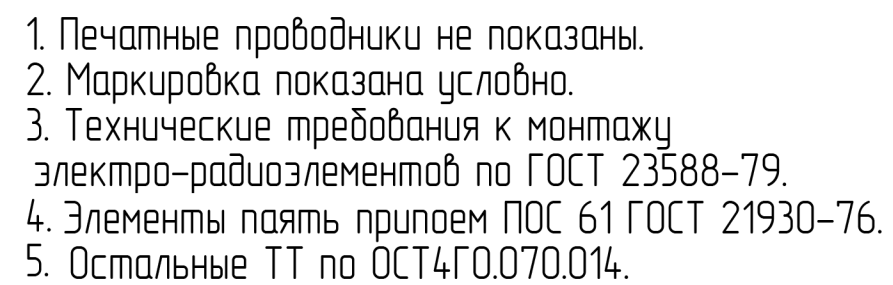 1. Печатные проводники не показаны.
2. Маркировка показана условно.
3. Технические требования к монтажу
электро-радиоэлементов по ГОСТ 23588-79.
4. Элементы паять припоем ПОС 61 ГОСТ 21930-76.
5. Остальные ТТ по ОСТ4ГО.070.014.